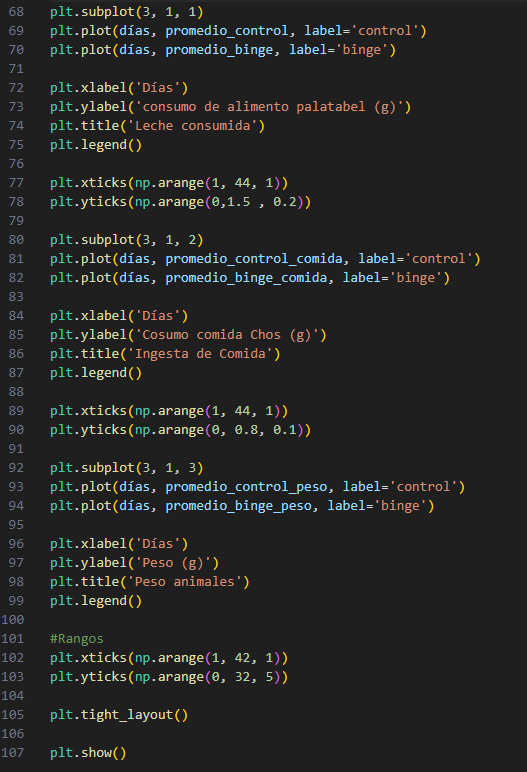 68 plt.subplot(3, 1, 1)
69 plt.plot(días, promedio_control, label='control')
70 plt.plot(días, promedio_binge, label='binge')
71
72 plt.xlabel('Días')
73 plt.ylabel('consumo de alimento palatabel (g)')
74 plt.title('Leche consumida')
75 plt.legend()
76
77 plt.xticks(np.arange(1, 44, 1))
78 plt.yticks(np.arange(0,1.5 , 0.2))
79
80 plt.subplot(3, 1, 2)
81 plt.plot(días, promedio_control_comida, label='control')
82 plt.plot(días, promedio_binge_comida, label='binge')
83
84 plt.xlabel('Días')
85 plt.ylabel('Cosumo comida Chos (g)')
86 plt.title('Ingesta de Comida')
87 plt.legend()
88
89 plt.xticks(np.arange(1, 44, 1))
90 plt.yticks(np.arange(0, 0.8, 0.1))
91
92 plt.subplot(3, 1, 3)
93 plt.plot(días, promedio_control_peso, label='control')
94 plt.plot(días, promedio_binge_peso, label='binge')
95
96 plt.xlabel('Días')
97 plt.ylabel('Peso (g)')
98 plt.title('Peso animales')
99 plt.legend()
100
101 #Rangos
102 plt.xticks(np.arange(1, 42, 1))
103 plt.yticks(np.arange(0, 32, 5))
104
105 plt.tight_layout()
106
107 plt.show()